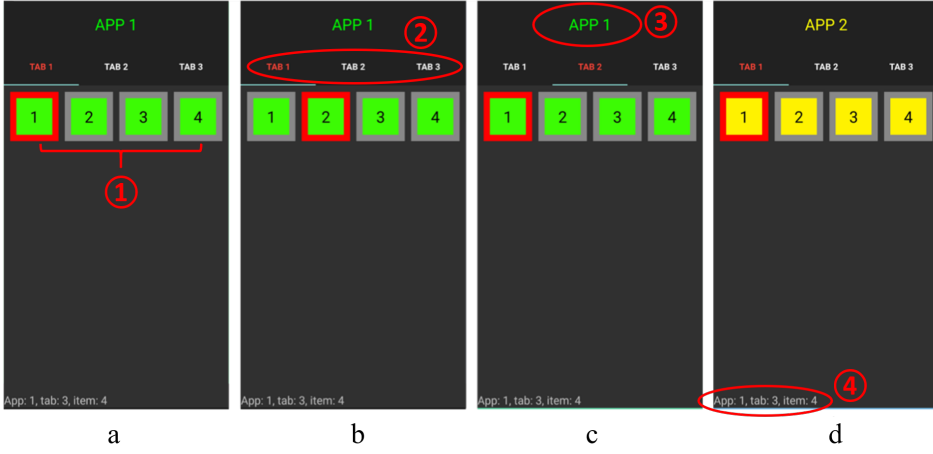 APP 1
TAB 1 TAB 2 TAB 3
1 2 3 4
①
App: 1, tab: 3, item: 4
a
APP 1
②
TAB 1 TAB 2 TAB 3
1 2 3 4
App: 1, tab: 3, item: 4
b
APP 1
③
TAB 1 TAB 2 TAB 3
1 2 3 4
App: 1, tab: 3, item: 4
c
APP 2
TAB 1 TAB 2 TAB 3
1 2 3 4
④
App: 1, tab: 3, item: 4
d